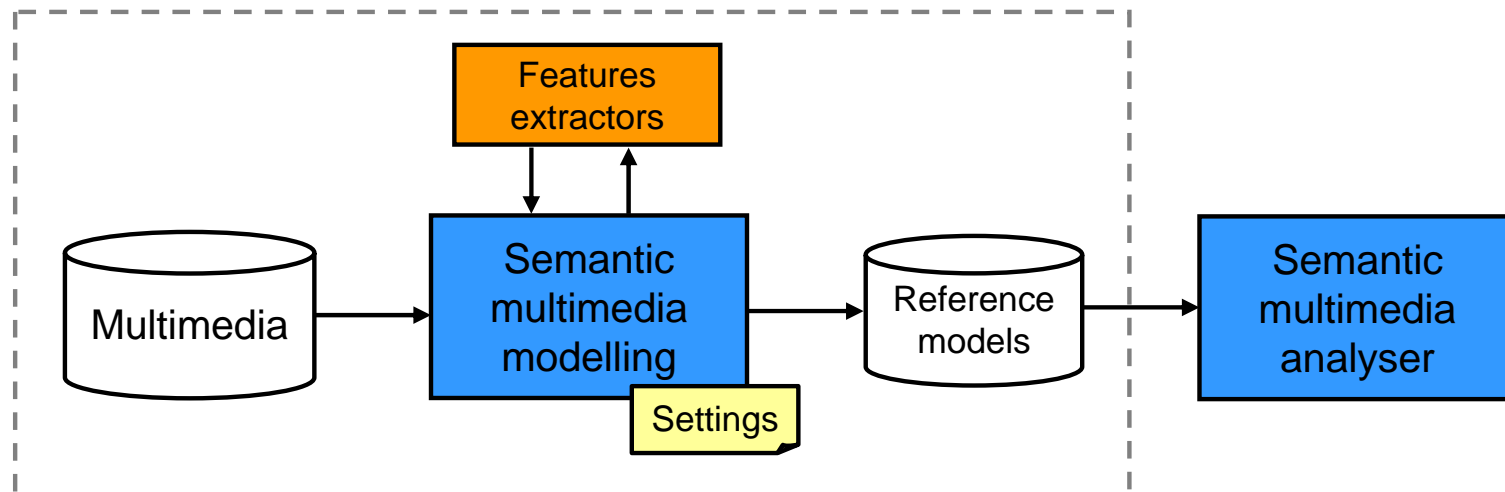 Features
extractors
Multimedia
Semantic
multimedia
modelling
Settings
Reference
models
Semantic
multimedia
analyser